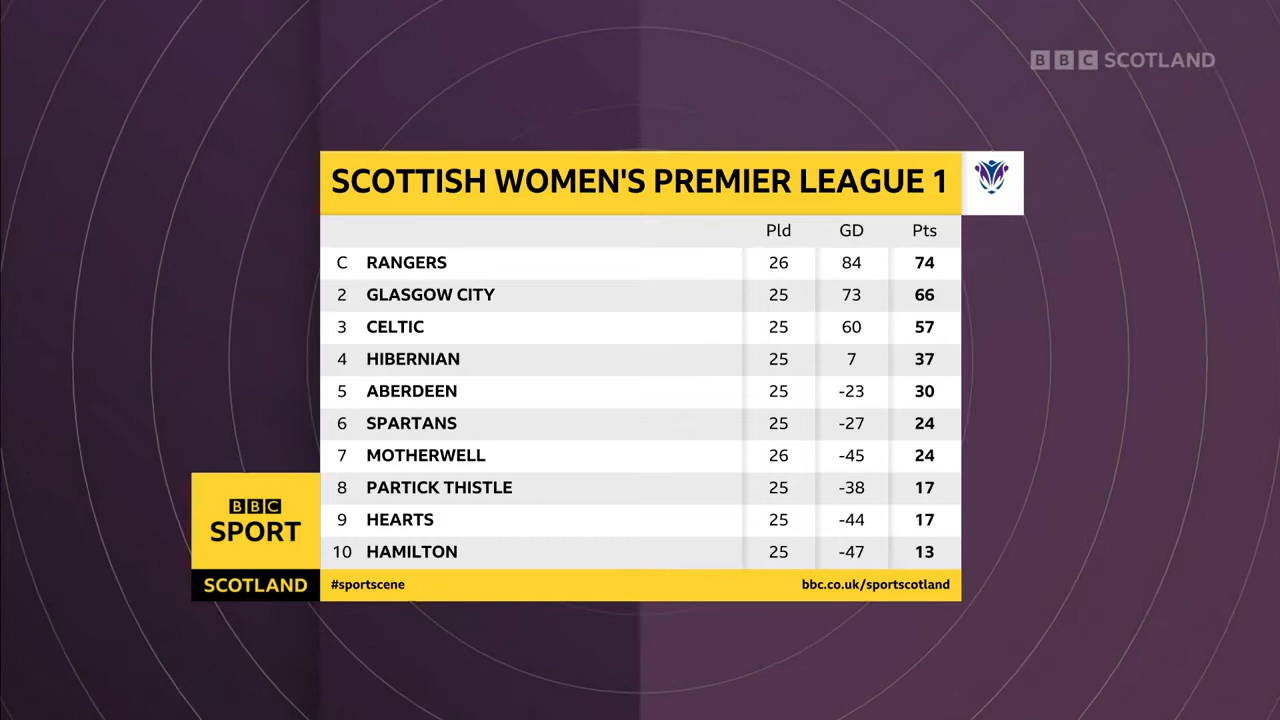 BBC SCOTLAND
SCOTTISH WOMEN'S PREMIER LEAGUE 1
Pld GD Pts
C RANGERS 26 84 74
2 GLASGOW CITY 25 73 66
3 CELTIC 25 60 57
4 HIBERNIAN 25 7 37
5 ABERDEEN 25 -23 30
6 SPARTANS 25 -27 24
7 MOTHERWELL 26 -45 24
8 PARTICK THISTLE 25 -38 17
9 HEARTS 25 -44 17
10 HAMILTON 25 -47 13
BBC
SPORT
SCOTLAND
#sportscene bbc.co.uk/sportscotland